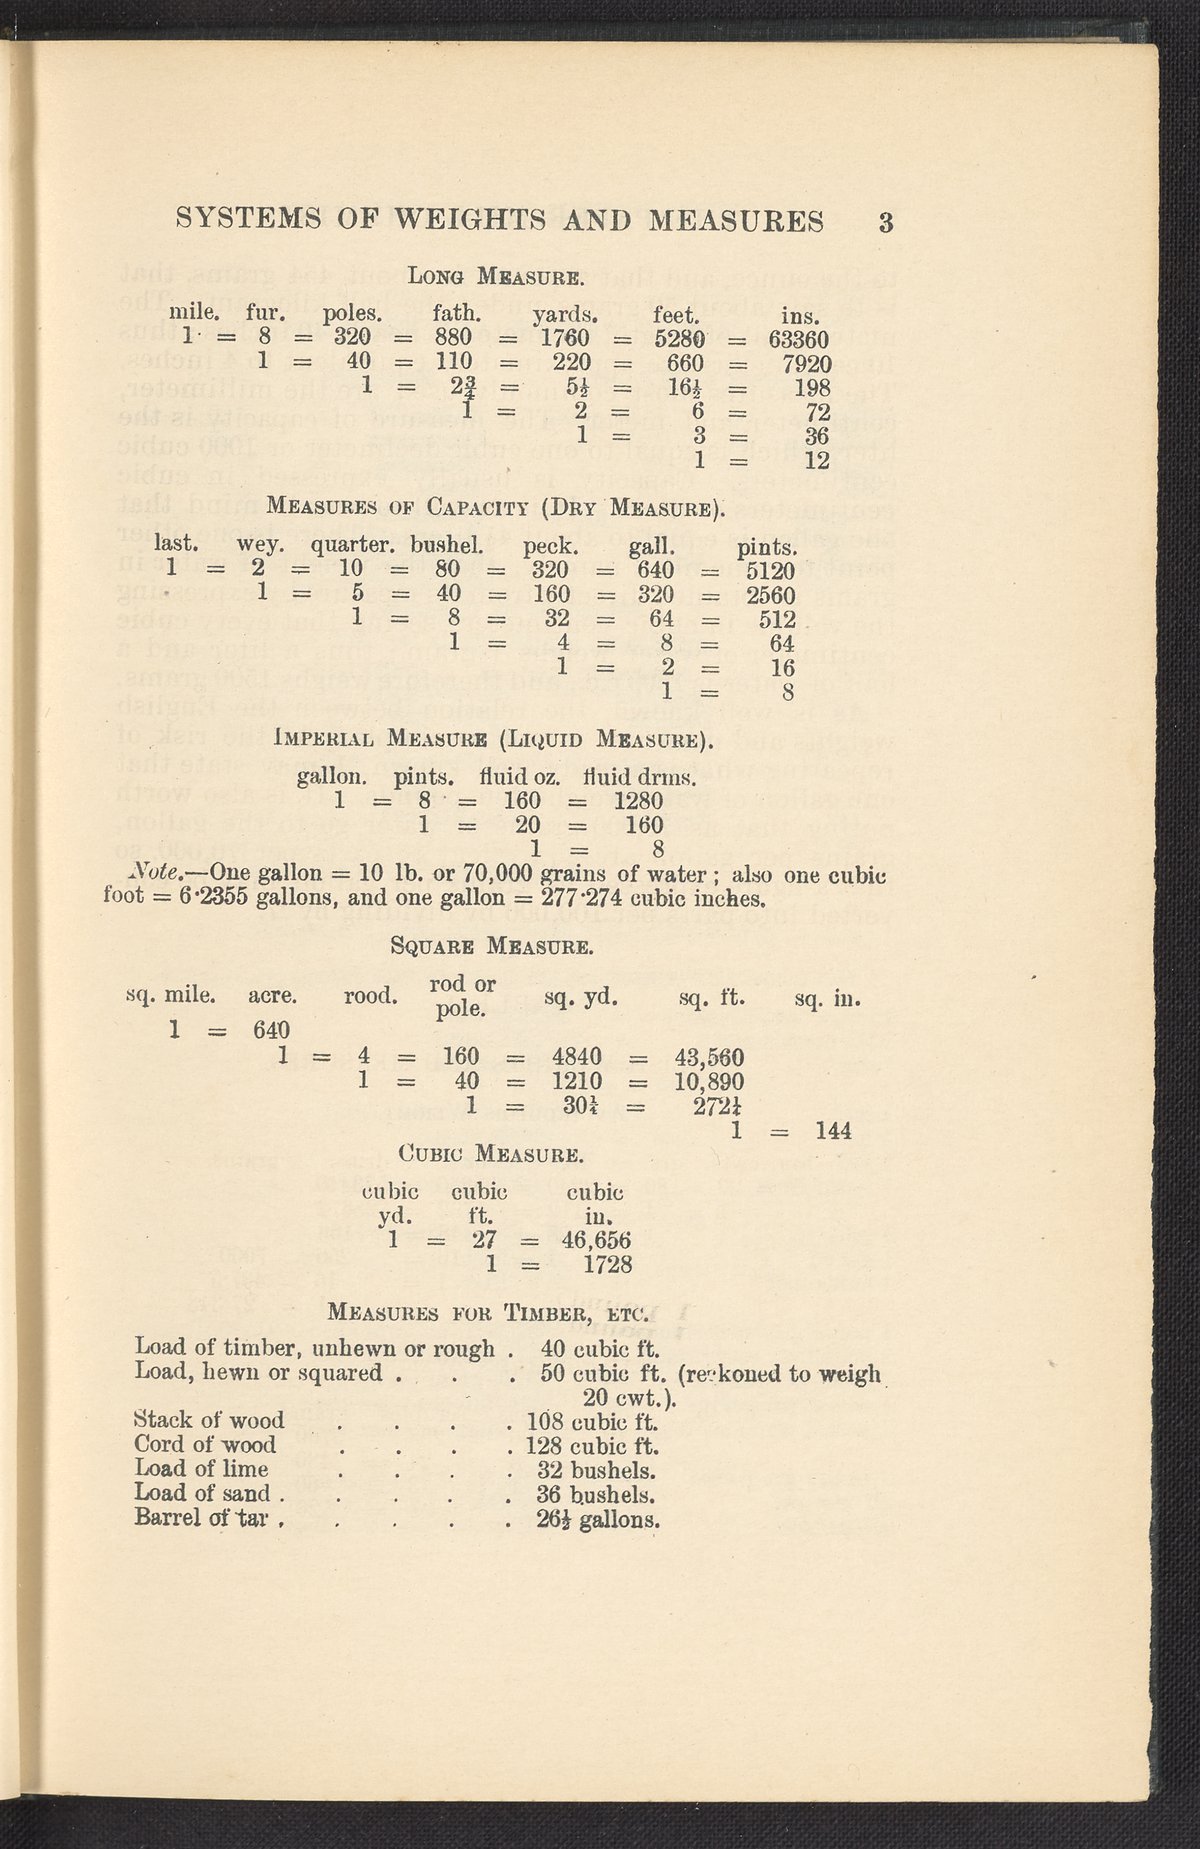 SYSTEMS OF WEIGHTS AND MEASURES 3
LONG MEASURE.
mile. fur. poles. fath. yards. feet. ins.
1 = 8 = 320 = 880 = 1760 = 5280 = 63360
1 = 40 = 110 = 220 = 660 = 7920
1 = 2¾ = 5½ = 16½ = 198
1 = 2 = 6 = 72
1 = 3 = 36
1 = 12
MEASURES OF CAPACITY (DRY MEASURE).
last. wey. quarter. bushel. peck. gall. pints.
1 = 2 = 10 = 80 = 320 = 640 = 5120
1 = 5 = 40 = 160 = 320 = 2560
1 = 8 = 32 = 64 = 512
1 = 4 = 8 = 64
1 = 2 = 16
1 = 8
IMPERIAL MEASURE (LIQUID MEASURE).
gallon. pints. fluid oz. fluid drms.
1 = 8 = 160 = 1280
1 = 20 = 160
1 = 8
Note.—One gallon = 10 lb. or 70,000 grains of water; also one cubic
foot = 6·2355 gallons, and one gallon = 277·274 cubic inches.
SQUARE MEASURE.
sq. mile. acre. rood. rod or pole. sq. yd. sq. ft. sq. in.
1 = 640
1 = 4 = 160 = 4840 = 43,560
1 = 40 = 1210 = 10,890
1 = 30¼ = 272¼
1 = 144
CUBIC MEASURE.
cubic cubic cubic
yd. ft. in.
1 = 27 = 46,656
1 = 1728
MEASURES FOR TIMBER, ETC.
Load of timber, unhewn or rough . 40 cubic ft.
Load, hewn or squared . . . 50 cubic ft. (reckoned to weigh
20 cwt.).
Stack of wood . . . . 108 cubic ft.
Cord of wood . . . . 128 cubic ft.
Load of lime . . . . 32 bushels.
Load of sand . . . . . 36 bushels.
Barrel of tar . . . . . 26½ gallons.